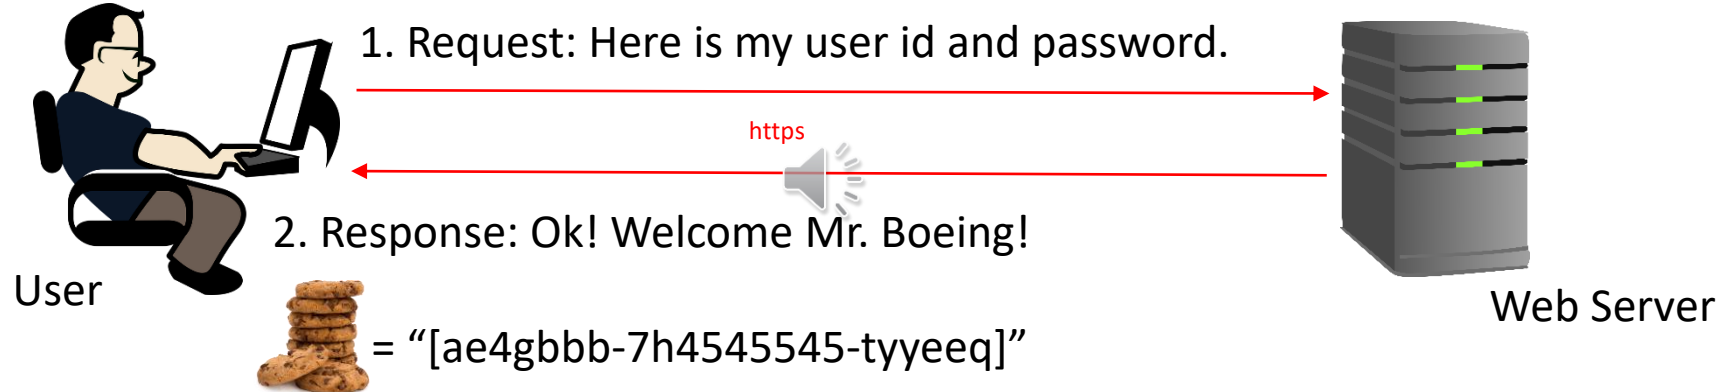 1. Request: Here is my user id and password.
https
2. Response: Ok! Welcome Mr. Boeing!
User
Web Server
= “[ae4gbbb-7h4545545-tyyeeq]”